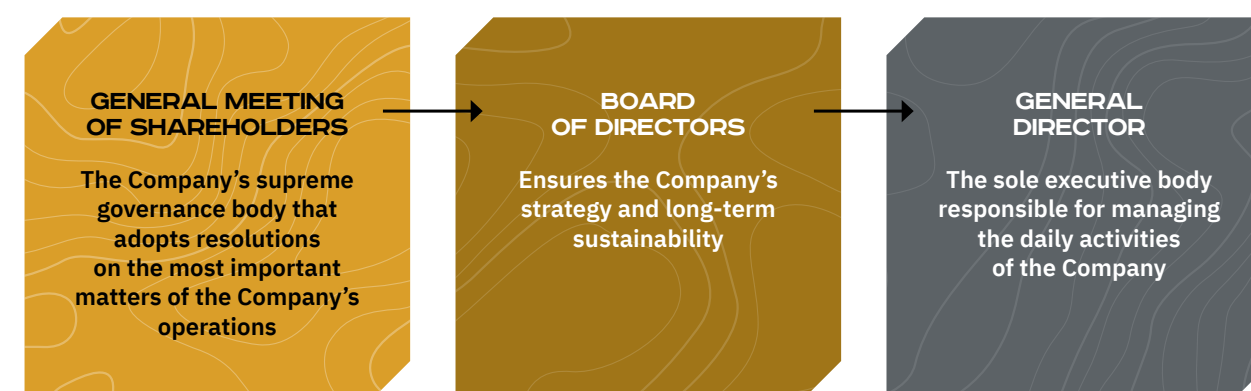 GENERAL MEETING
OF SHAREHOLDERS
The Company’s supreme
governance body that
adopts resolutions
on the most important
matters of the Company’s
operations
BOARD
OF DIRECTORS
Ensures the Company’s
strategy and long-term
sustainability
GENERAL
DIRECTOR
The sole executive body
responsible for managing
the daily activities
of the Company